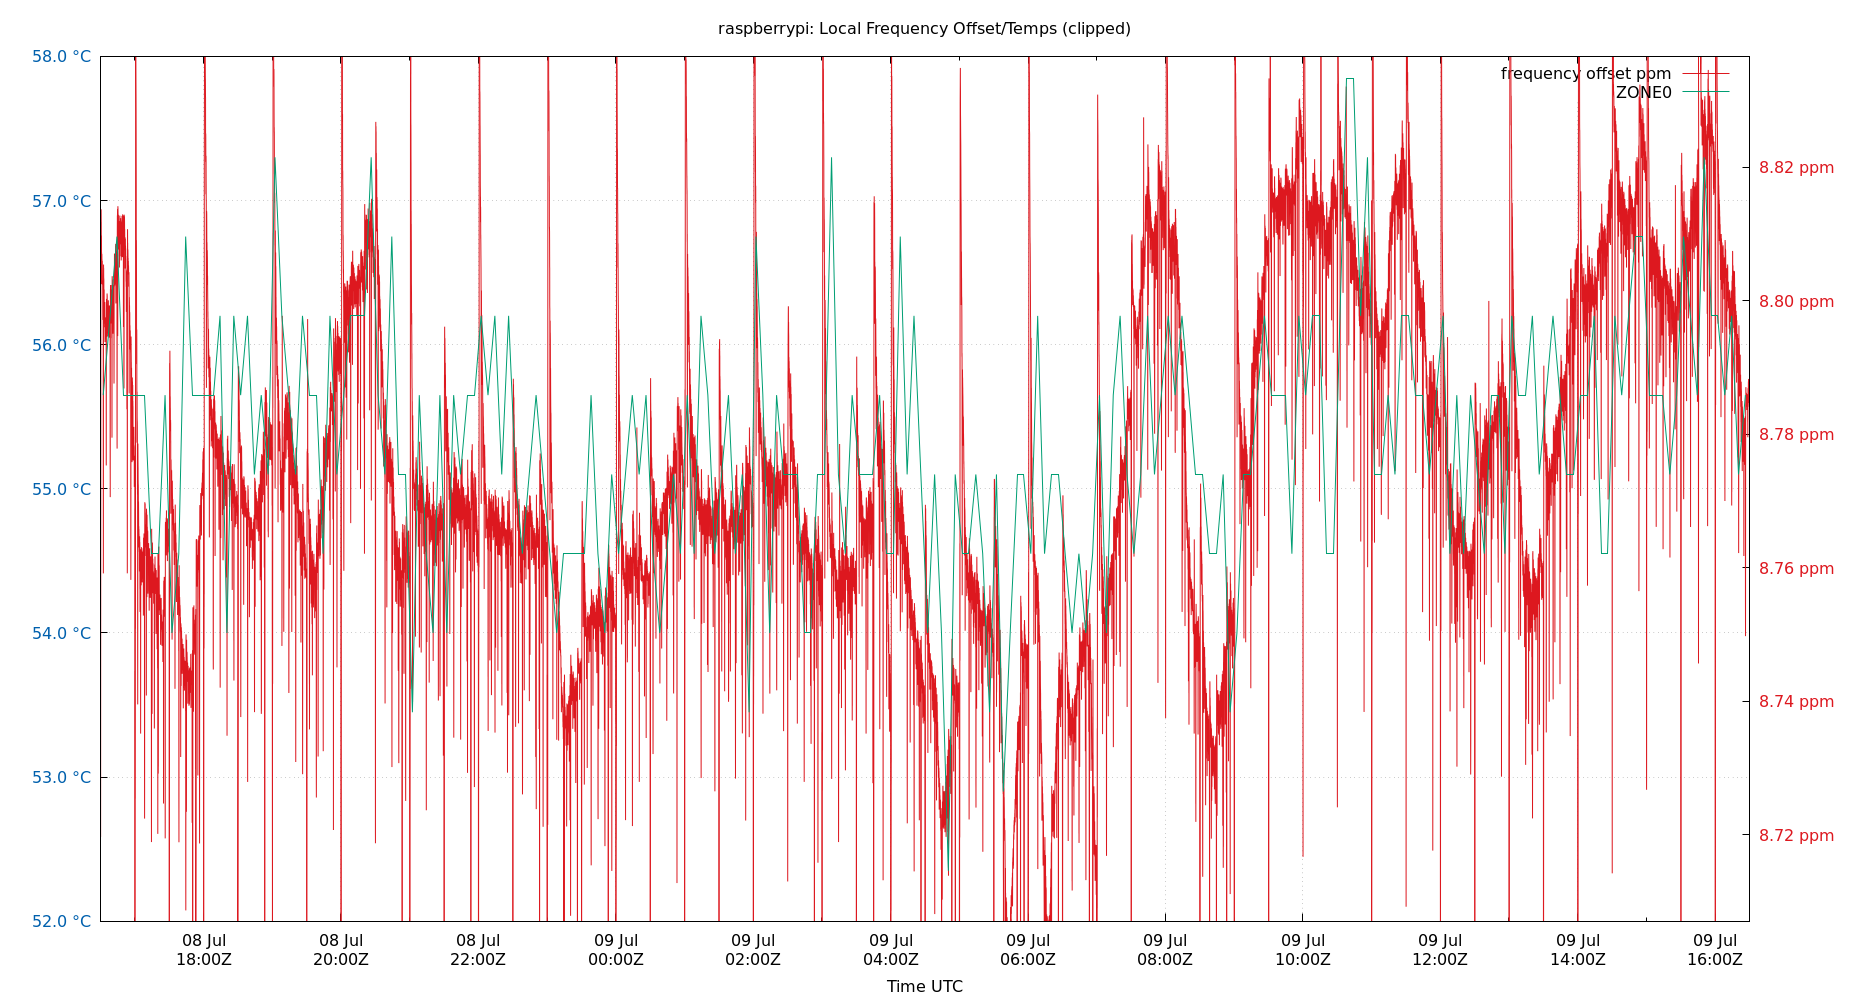 raspberrypi: Local Frequency Offset/Temps (clipped)
58.0 °C
57.0 °C
56.0 °C
55.0 °C
54.0 °C
53.0 °C
52.0 °C
frequency offset ppm
ZONE0
8.82 ppm
8.80 ppm
8.78 ppm
8.76 ppm
8.74 ppm
8.72 ppm
08 Jul
18:00Z
08 Jul
20:00Z
08 Jul
22:00Z
09 Jul
00:00Z
09 Jul
02:00Z
09 Jul
04:00Z
09 Jul
06:00Z
09 Jul
08:00Z
09 Jul
10:00Z
09 Jul
12:00Z
09 Jul
14:00Z
09 Jul
16:00Z
Time UTC